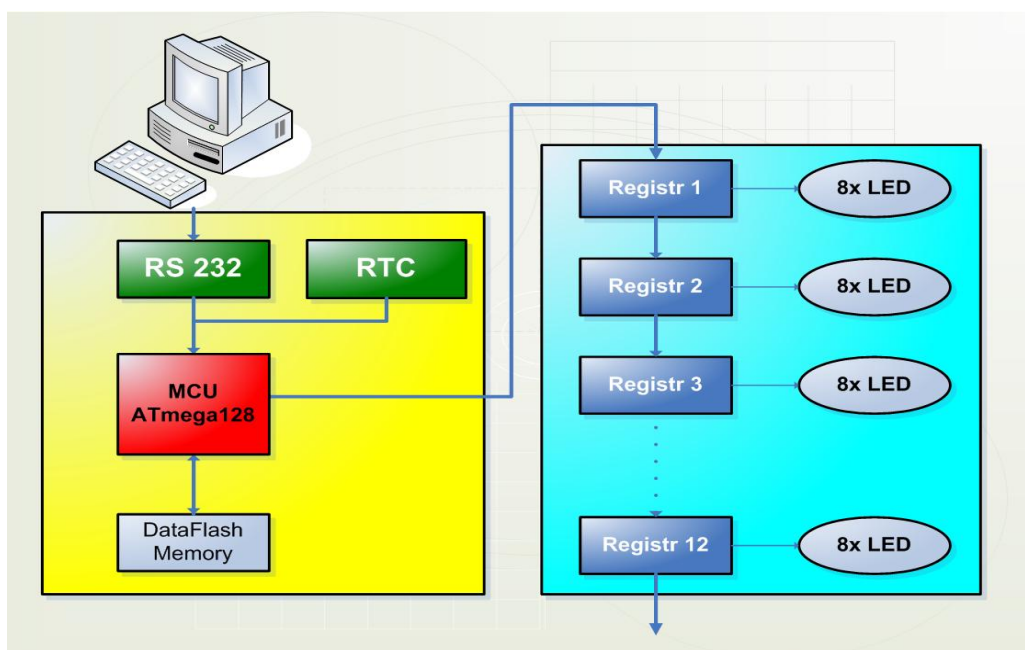 RS 232
RTC
MCU
ATmega128
DataFlash
Memory
Registr 1
8x LED
Registr 2
8x LED
Registr 3
8x LED
Registr 12
8x LED